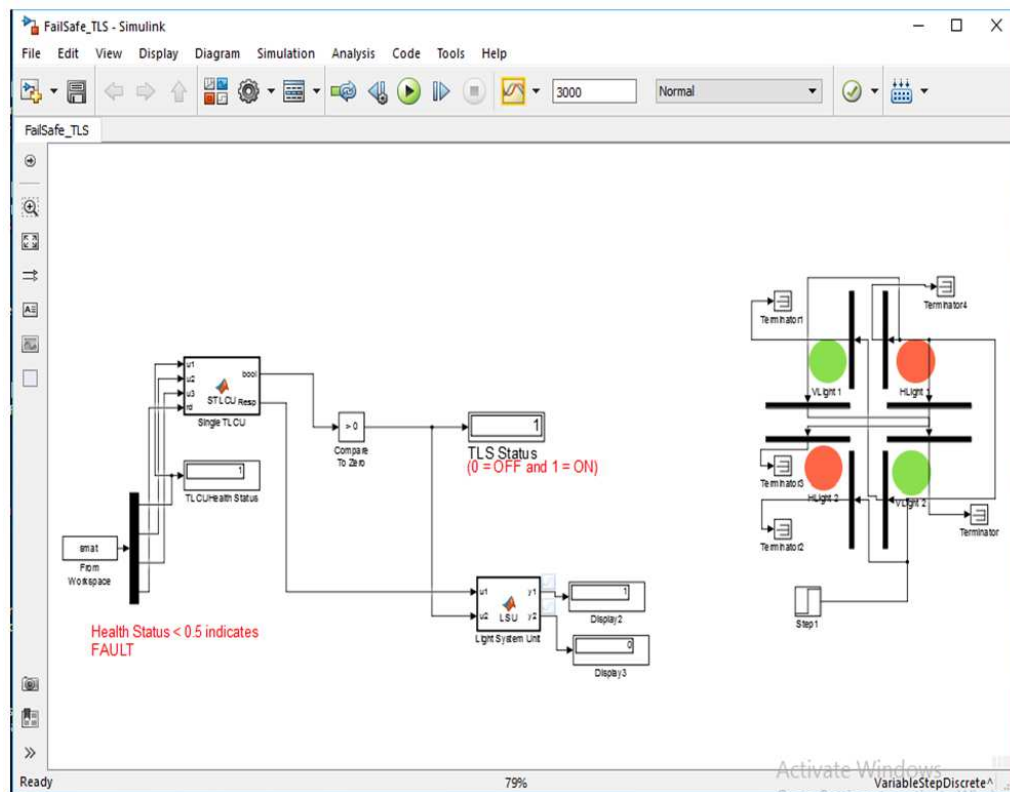 FailSafe_TLS - Simulink
File Edit View Display Diagram Simulation Analysis Code Tools Help
3000
Normal
FailSafe_TLS
Terminator1
Terminator4
VLight 1
HLight 1
u1
u2
u3
rd
STLCU
bool
Resp
Single TLCU
> 0
Compare
To Zero
1
TLS Status
(0 = OFF and 1 = ON)
1
TLCUHealth Status
Terminator3
HLight 2
VLight 2
Terminator2
Terminator
smat
From
Workspace
Health Status < 0.5 indicates
FAULT
u1
u2
LSU
y1
y2
Light System Unit
1
Display2
0
Display3
Step1
Activate Windows
Ready
79%
VariableStepDiscrete^